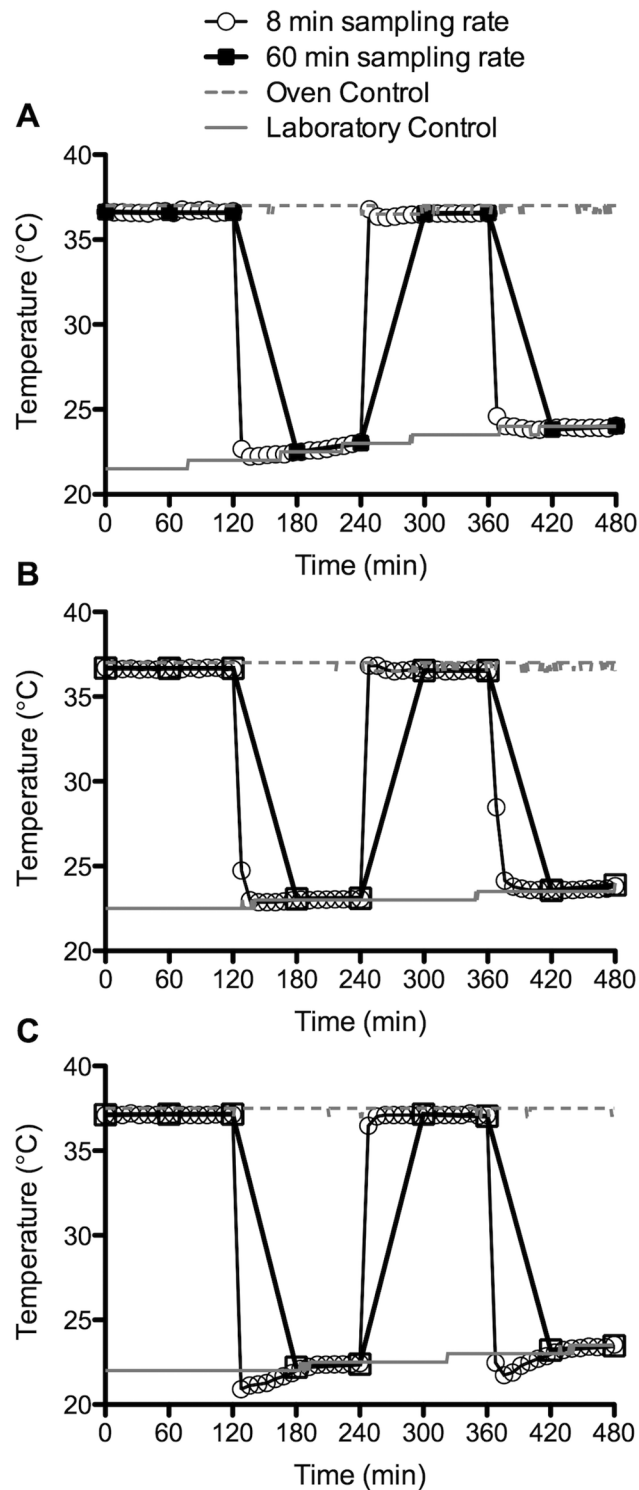 8 min sampling rate
60 min sampling rate
Oven Control
Laboratory Control
A
40
35
30
25
20
Temperature (°C)
0 60 120 180 240 300 360 420 480
Time (min)
B
40
35
30
25
20
Temperature (°C)
0 60 120 180 240 300 360 420 480
Time (min)
C
40
35
30
25
20
Temperature (°C)
0 60 120 180 240 300 360 420 480
Time (min)